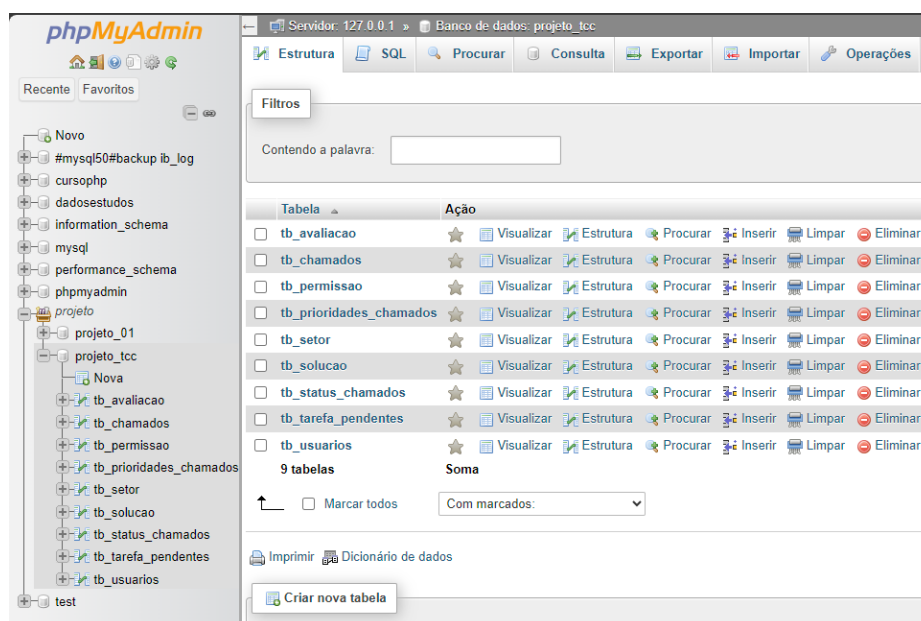 phpMyAdmin
Recente Favoritos
Novo
#mysql50#backup ib_log
cursophp
dadosestudos
information_schema
mysql
performance_schema
phpmyadmin
projeto
projeto_01
projeto_tcc
Nova
tb_avaliacao
tb_chamados
tb_permissao
tb_prioridades_chamados
tb_setor
tb_solucao
tb_status_chamados
tb_tarefa_pendentes
tb_usuarios
test
Servidor: 127.0.0.1 » Banco de dados: projeto_tcc
Estrutura SQL Procurar Consulta Exportar Importar Operações
Filtros
Contendo a palavra:
Tabela Ação
tb_avaliacao Visualizar Estrutura Procurar Inserir Limpar Eliminar
tb_chamados Visualizar Estrutura Procurar Inserir Limpar Eliminar
tb_permissao Visualizar Estrutura Procurar Inserir Limpar Eliminar
tb_prioridades_chamados Visualizar Estrutura Procurar Inserir Limpar Eliminar
tb_setor Visualizar Estrutura Procurar Inserir Limpar Eliminar
tb_solucao Visualizar Estrutura Procurar Inserir Limpar Eliminar
tb_status_chamados Visualizar Estrutura Procurar Inserir Limpar Eliminar
tb_tarefa_pendentes Visualizar Estrutura Procurar Inserir Limpar Eliminar
tb_usuarios Visualizar Estrutura Procurar Inserir Limpar Eliminar
9 tabelas Soma
Marcar todos Com marcados:
Imprimir Dicionário de dados
Criar nova tabela